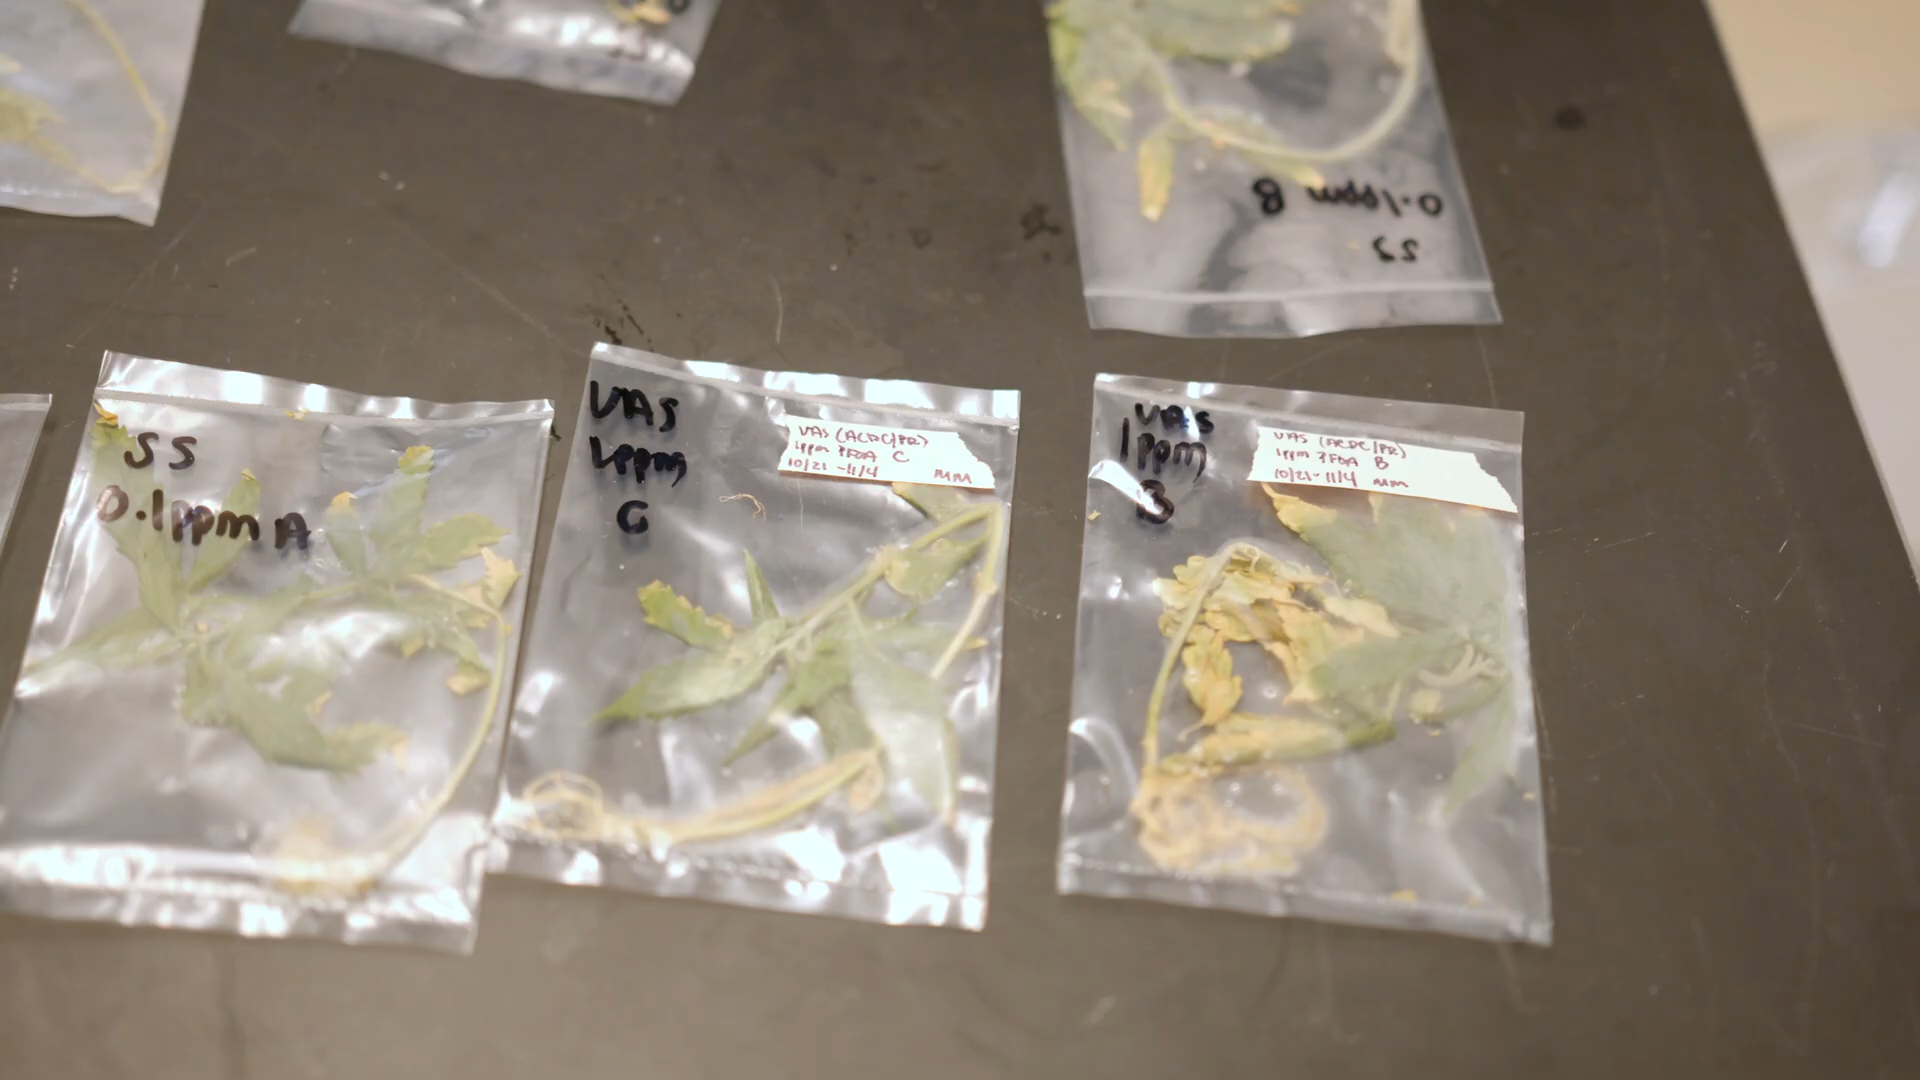 0.1ppm B
SS
SS
0.1ppm A
VAS
1ppm
C
VAS (ACDC/PR)
1ppm PFOA C
10/21 - 11/4 MM
VAS
1ppm
B
VAS (ACDC/PR)
1ppm PFOA B
10/21 - 11/4 MM